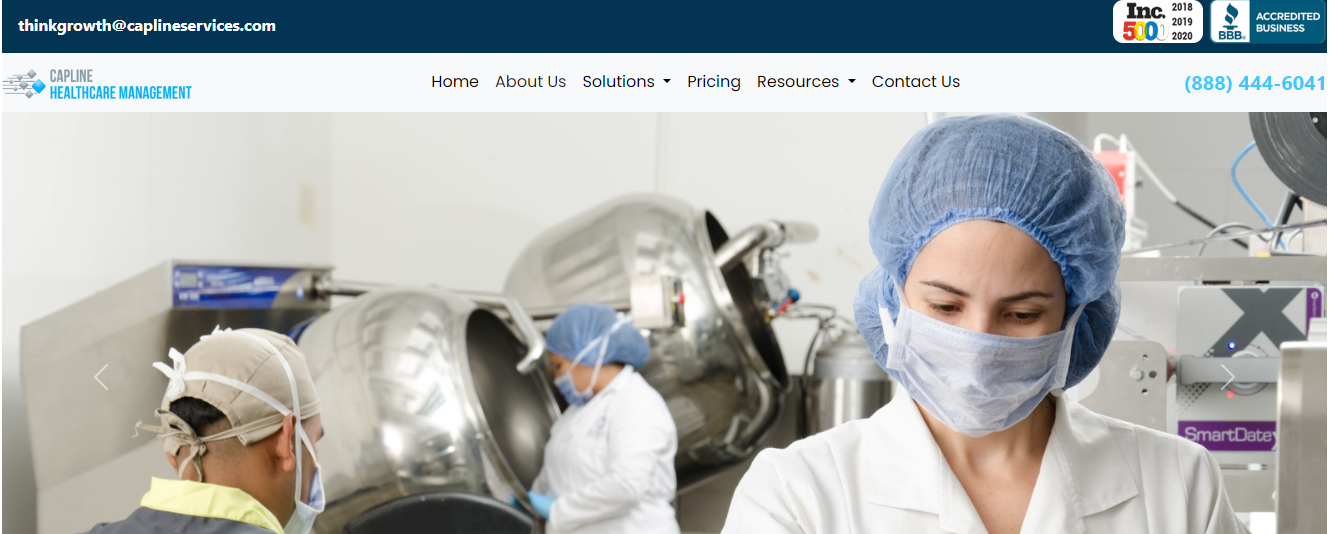 thinkgrowth@caplineservices.com
Inc.
5000
2018
2019
2020
BBB.
ACCREDITED
BUSINESS
CAPLINE
HEALTHCARE MANAGEMENT
Home About Us Solutions Pricing Resources Contact Us
(888) 444-6041
X
SmartDate